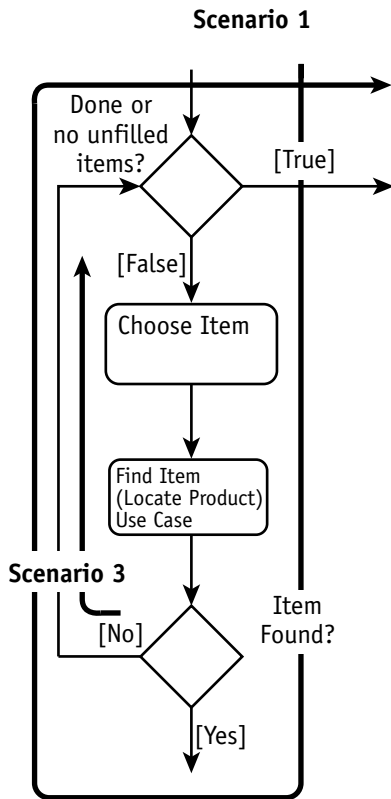 Scenario 1
Done or
no unfilled
items?
[True]
[False]
Choose Item
Find Item
(Locate Product)
Use Case
Scenario 3
Item
Found?
[No]
[Yes]